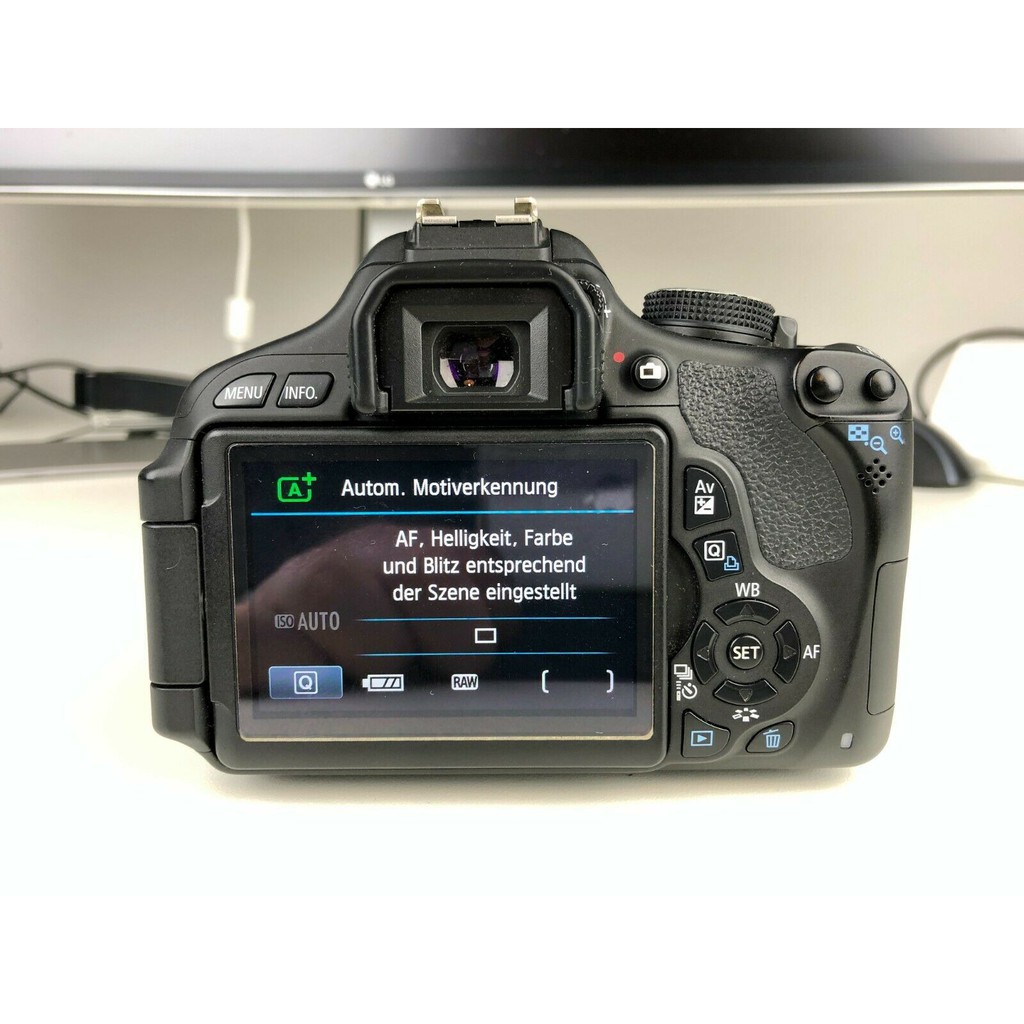 LG
MENU
INFO.
A+
Autom. Motiverkennung
AF, Helligkeit, Farbe
und Blitz entsprechend
der Szene eingestellt
ISO AUTO
Q
RAW
[ ]
Av
Q
WB
SET
AF